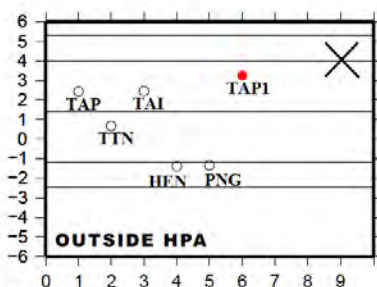 6
5
4
3
2
1
0
−1
−2
−3
−4
−5
−6
TAP
TTN
TAI
HEN
PNG
TAP1
OUTSIDE HPA
0 1 2 3 4 5 6 7 8 9